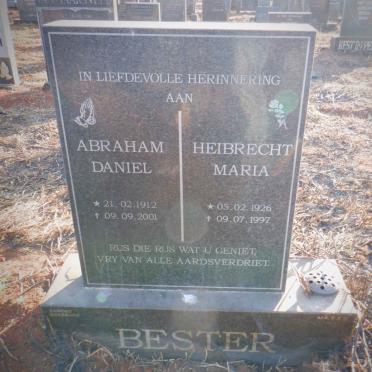 IN LIEFDEVOLLE HERINNERING
AAN
ABRAHAM
DANIEL
★ 21.02.1912
✝ 09.09.2001
HEIBRECHT
MARIA
★ 05.02.1926
✝ 09.07.1997
RUS DIE RUS WAT U GENIET,
VRY VAN ALLE AARDSVERDRIET.
BESTER